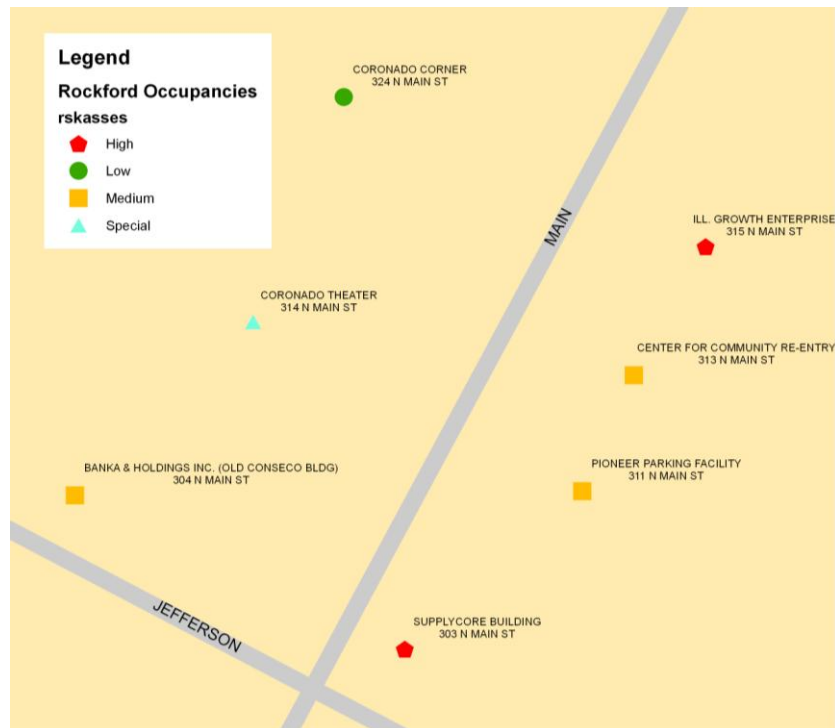 Legend
Rockford Occupancies
rskasses
High
Low
Medium
Special
CORONADO CORNER
324 N MAIN ST
MAIN
ILL. GROWTH ENTERPRISE
315 N MAIN ST
CORONADO THEATER
314 N MAIN ST
CENTER FOR COMMUNITY RE-ENTRY
313 N MAIN ST
BANKA & HOLDINGS INC. (OLD CONSECO BLDG)
304 N MAIN ST
PIONEER PARKING FACILITY
311 N MAIN ST
JEFFERSON
SUPPLYCORE BUILDING
303 N MAIN ST